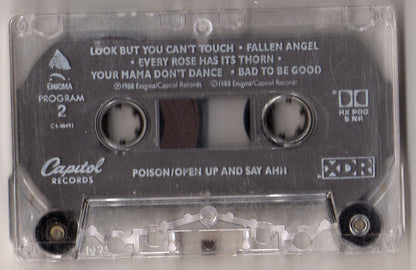 LOOK BUT YOU CAN'T TOUCH • FALLEN ANGEL
• EVERY ROSE HAS ITS THORN •
YOUR MAMA DON'T DANCE • BAD TO BE GOOD
℗1988 Enigma/Capitol Records ©1988 Enigma/Capitol Records
ENIGMA
PROGRAM
2
C4-48493
HX PRO
B NR
Capitol
RECORDS
POISON/OPEN UP AND SAY AHH
XDR